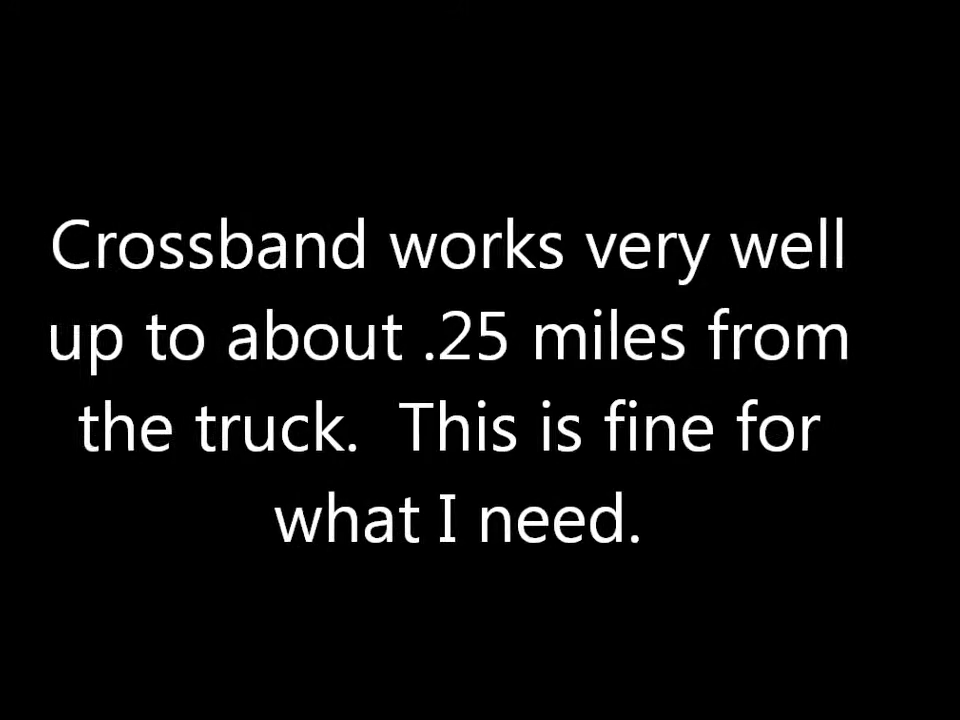 Crossband works very well
up to about .25 miles from
the truck.  This is fine for
what I need.